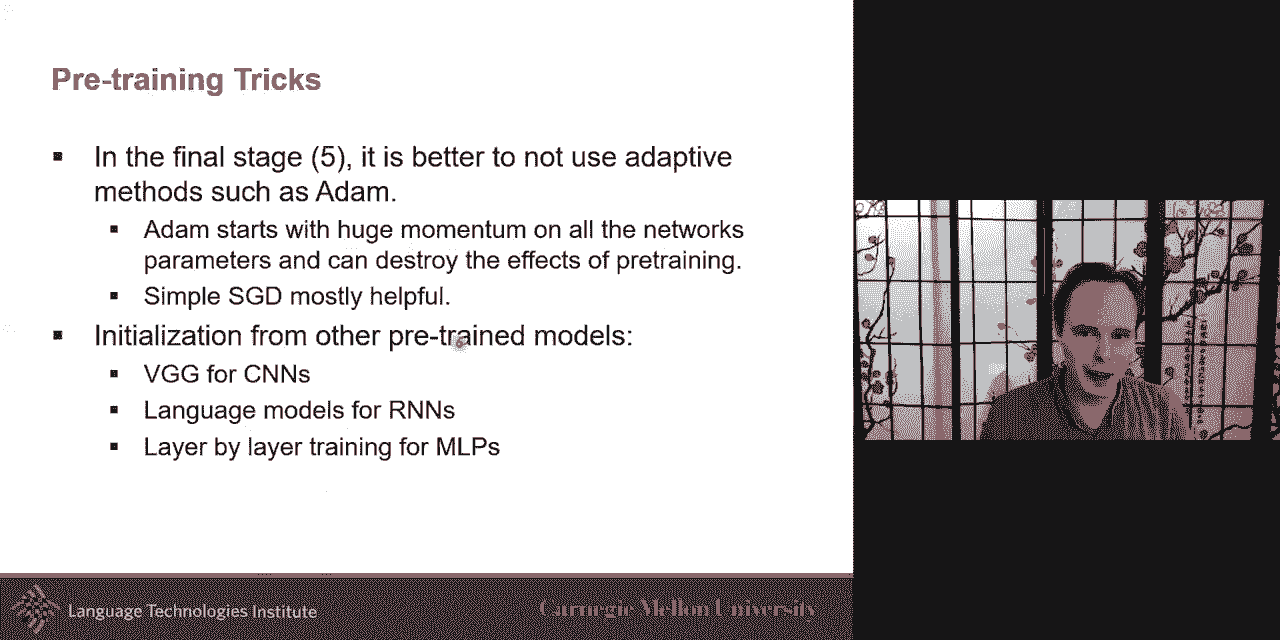 Pre-training Tricks
▪ In the final stage (5), it is better to not use adaptive
methods such as Adam.
▪ Adam starts with huge momentum on all the networks
parameters and can destroy the effects of pretraining.
▪ Simple SGD mostly helpful.
▪ Initialization from other pre-trained models:
▪ VGG for CNNs
▪ Language models for RNNs
▪ Layer by layer training for MLPs
Language Technologies Institute
Carnegie Mellon University